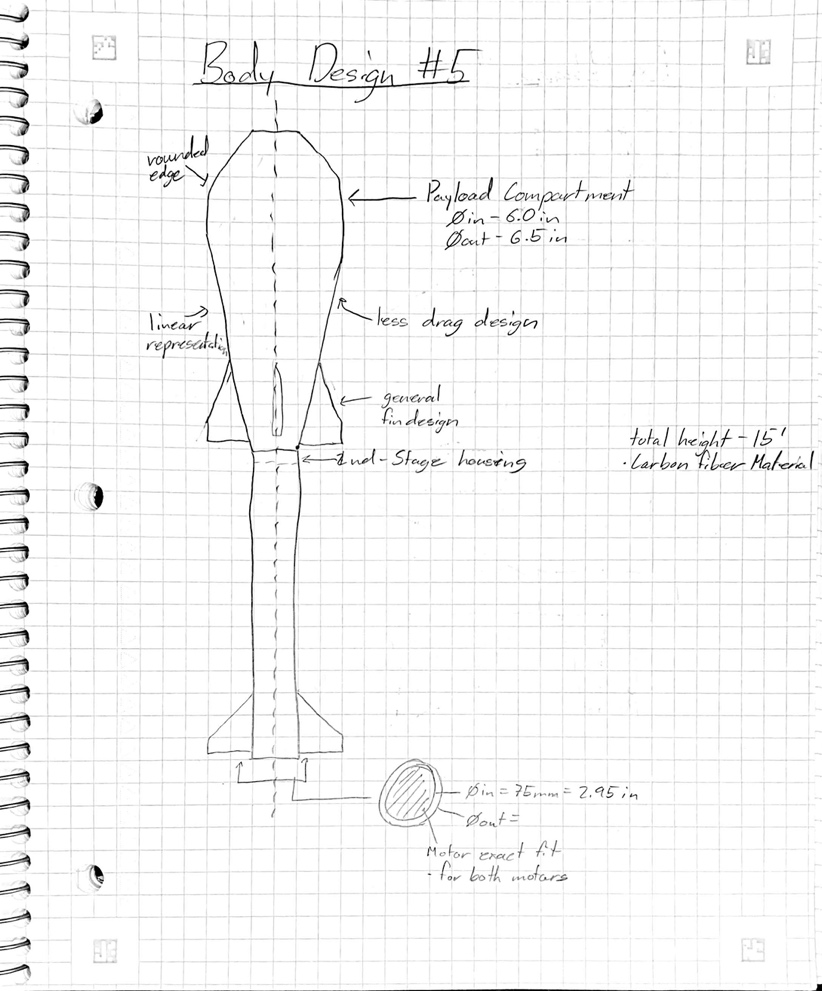 Body Design #5
rounded
edge
Payload Compartment
Øin - 6.0 in
Øout - 6.5 in
linear
representation
less drag design
general
fin design
total height - 15'
· Carbon fiber Material
2nd-Stage housing
Øin = 75mm = 2.95 in
Øout =
Motor exact fit
· for both motors